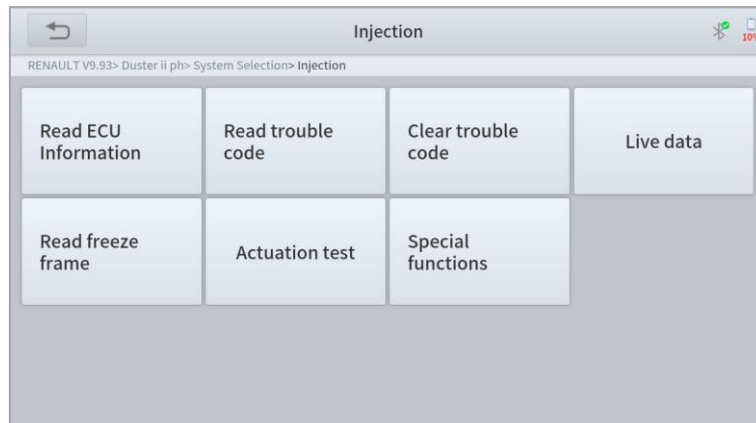 Injection
10%
RENAULT V9.93> Duster ii ph> System Selection> Injection
Read ECU
Information
Read trouble
code
Clear trouble
code
Live data
Read freeze
frame
Actuation test
Special
functions